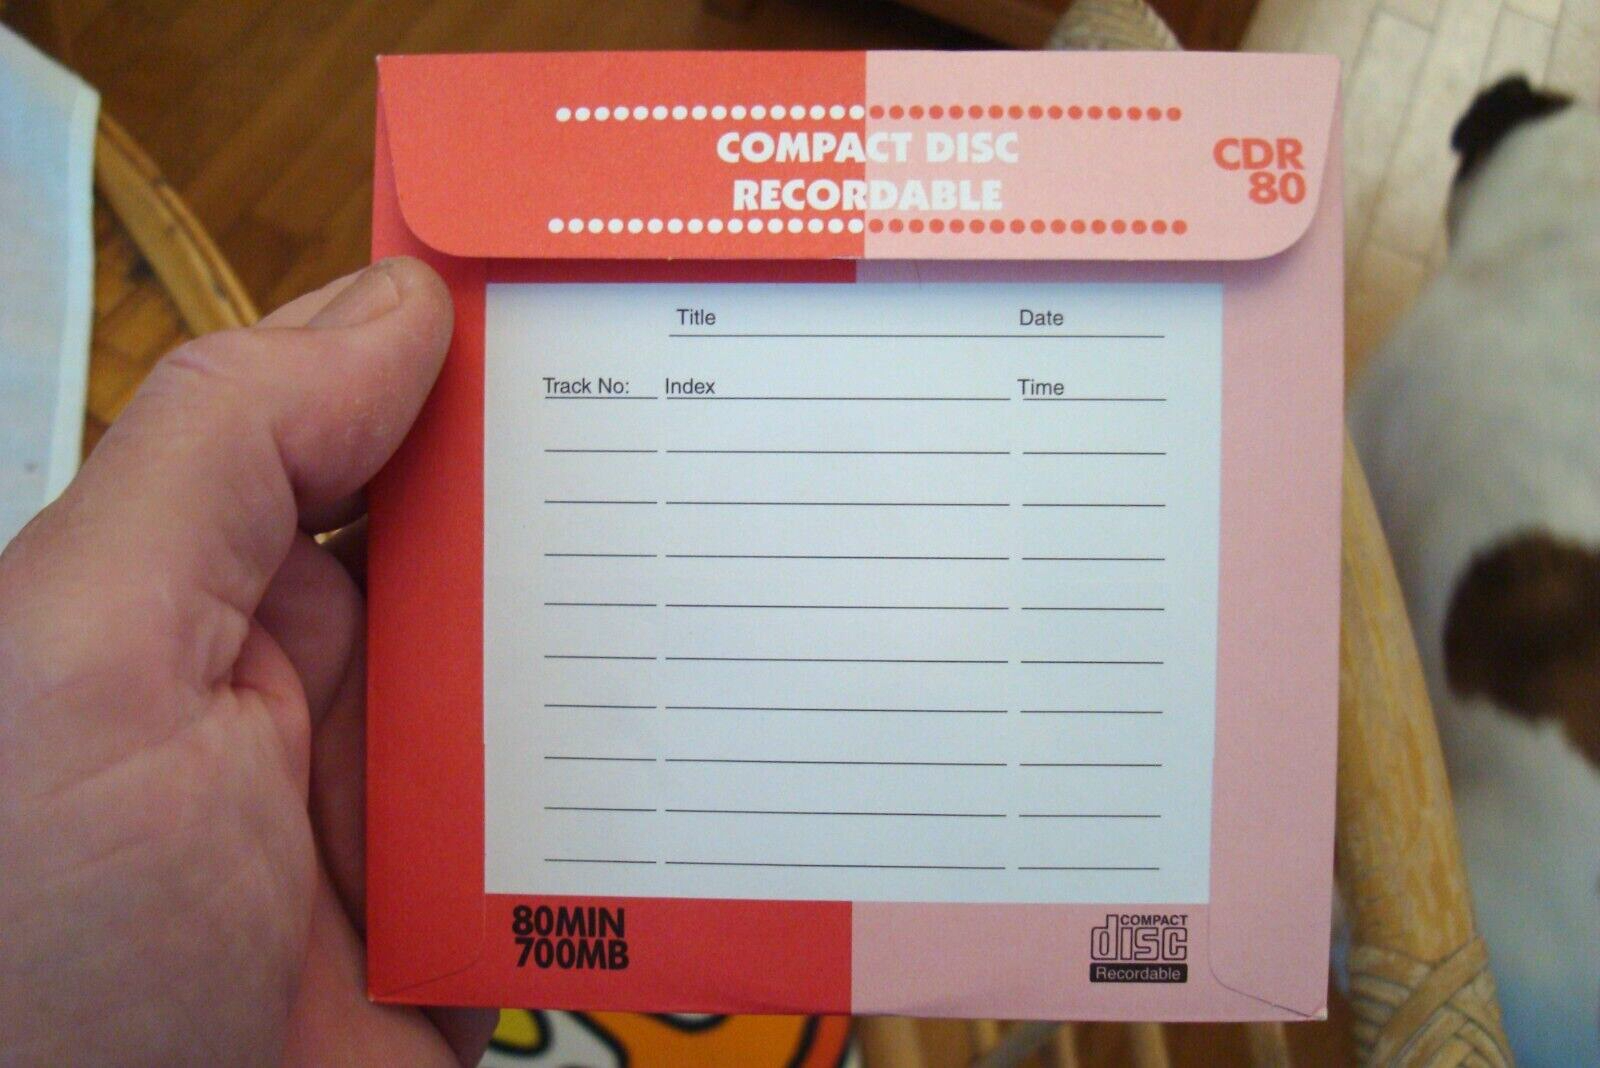 COMPACT DISC
RECORDABLE
CDR
80
Title Date
Track No: Index Time
80MIN
700MB
COMPACT
disc
Recordable